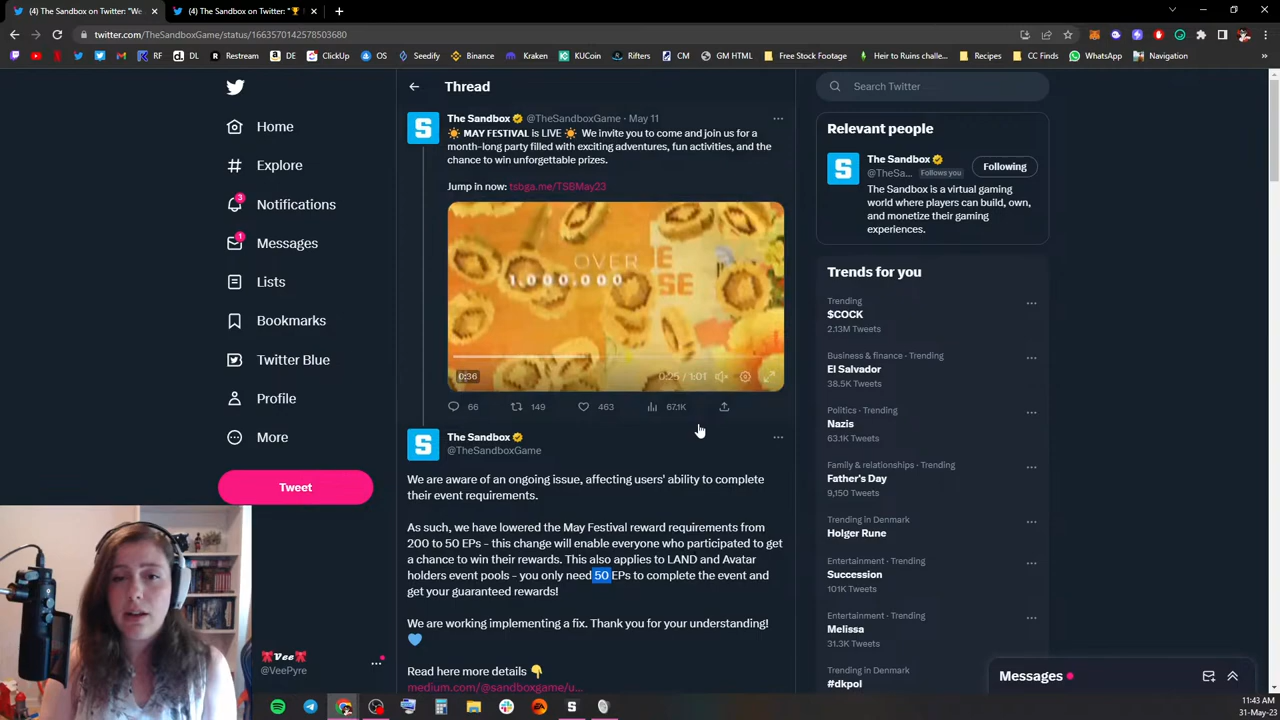 (4) The Sandbox on Twitter: "We
(4) The Sandbox on Twitter: "🏆
twitter.com/TheSandboxGame/status/1663570142578503680
RF
DL
Restream
DE
ClickUp
OS
Seedify
Binance
Kraken
KUCoin
Rifters
CM
GM HTML
Free Stock Footage
Heir to Ruins challe...
Recipes
CC Finds
WhatsApp
Navigation
Home
Explore
3
Notifications
1
Messages
Lists
Bookmarks
Twitter Blue
Profile
More
Tweet
🎀𝓥𝓮𝓮🎀
@VeePyre
Thread
The Sandbox @TheSandboxGame · May 11
☀️ MAY FESTIVAL is LIVE ☀️ We invite you to come and join us for a
month-long party filled with exciting adventures, fun activities, and the
chance to win unforgettable prizes.
Jump in now: tsbga.me/TSBMay23
OVER
1.000.000
0:36
0:25 / 1:01
66
149
463
67.1K
The Sandbox
@TheSandboxGame
We are aware of an ongoing issue, affecting users' ability to complete
their event requirements.
As such, we have lowered the May Festival reward requirements from
200 to 50 EPs - this change will enable everyone who participated to get
a chance to win their rewards. This also applies to LAND and Avatar
holders event pools - you only need 50 EPs to complete the event and
get your guaranteed rewards!
We are working implementing a fix. Thank you for your understanding!
💙
Read here more details 👇
medium.com/@sandboxgame/u...
Search Twitter
Relevant people
The Sandbox
@TheSa... Follows you
Following
The Sandbox is a virtual gaming
world where players can build, own,
and monetize their gaming
experiences.
Trends for you
Trending
$COCK
2.13M Tweets
Business & finance · Trending
El Salvador
38.5K Tweets
Politics · Trending
Nazis
63.1K Tweets
Family & relationships · Trending
Father's Day
9,150 Tweets
Trending in Denmark
Holger Rune
Entertainment · Trending
Succession
101K Tweets
Entertainment · Trending
Melissa
31.3K Tweets
Trending in Denmark
#dkpol
Messages
11:43 AM
31-May-23